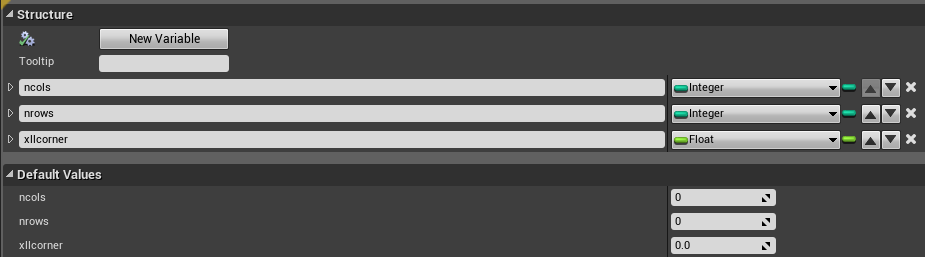 Structure
New Variable
Tooltip
ncols Integer
nrows Integer
xllcorner Float
Default Values
ncols 0
nrows 0
xllcorner 0.0